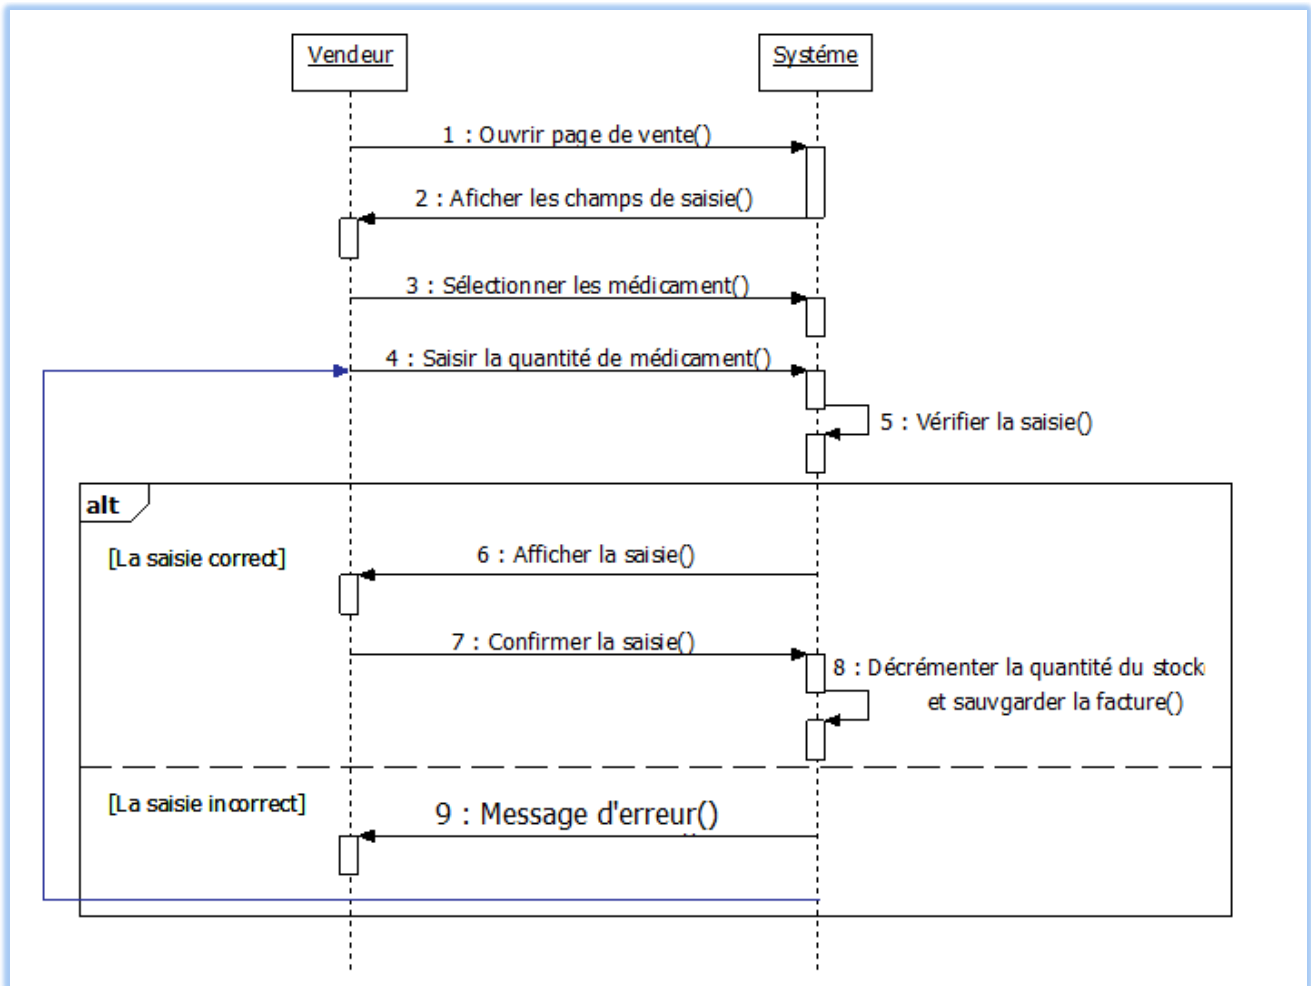 Vendeur
Systéme
1 : Ouvrir page de vente()
2 : Aficher les champs de saisie()
3 : Sélectionner les médicament()
4 : Saisir la quantité de médicament()
5 : Vérifier la saisie()
alt
[La saisie correct]
6 : Afficher la saisie()
7 : Confirmer la saisie()
8 : Décrémenter la quantité du stock
et sauvgarder la facture()
[La saisie incorrect]
9 : Message d'erreur()